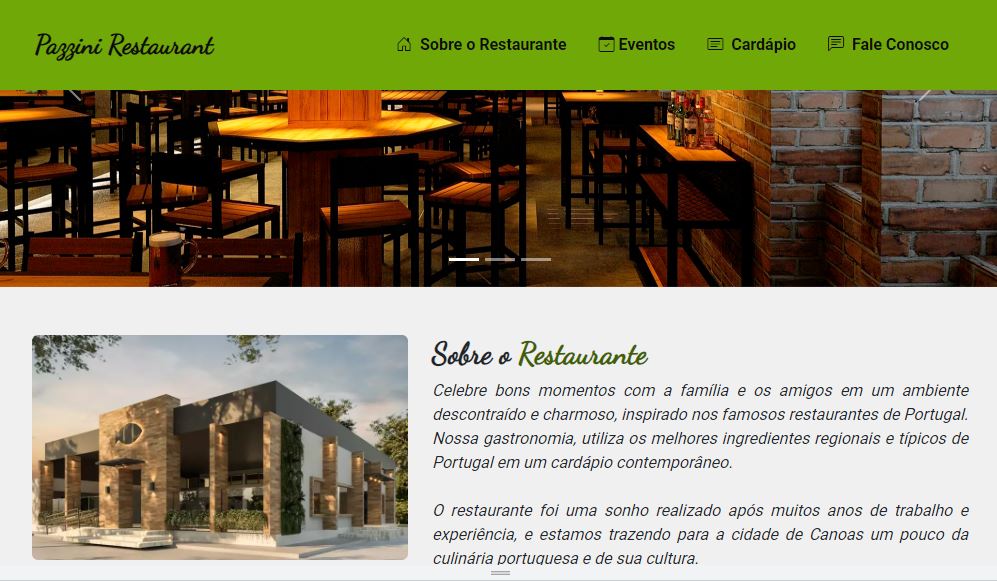 Pazzini Restaurant
Sobre o Restaurante
Eventos
Cardápio
Fale Conosco
Sobre o Restaurante
Celebre bons momentos com a família e os amigos em um ambiente
descontraído e charmoso, inspirado nos famosos restaurantes de Portugal.
Nossa gastronomia, utiliza os melhores ingredientes regionais e típicos de
Portugal em um cardápio contemporâneo.
O restaurante foi uma sonho realizado após muitos anos de trabalho e
experiência, e estamos trazendo para a cidade de Canoas um pouco da
culinária portuguesa e de sua cultura.